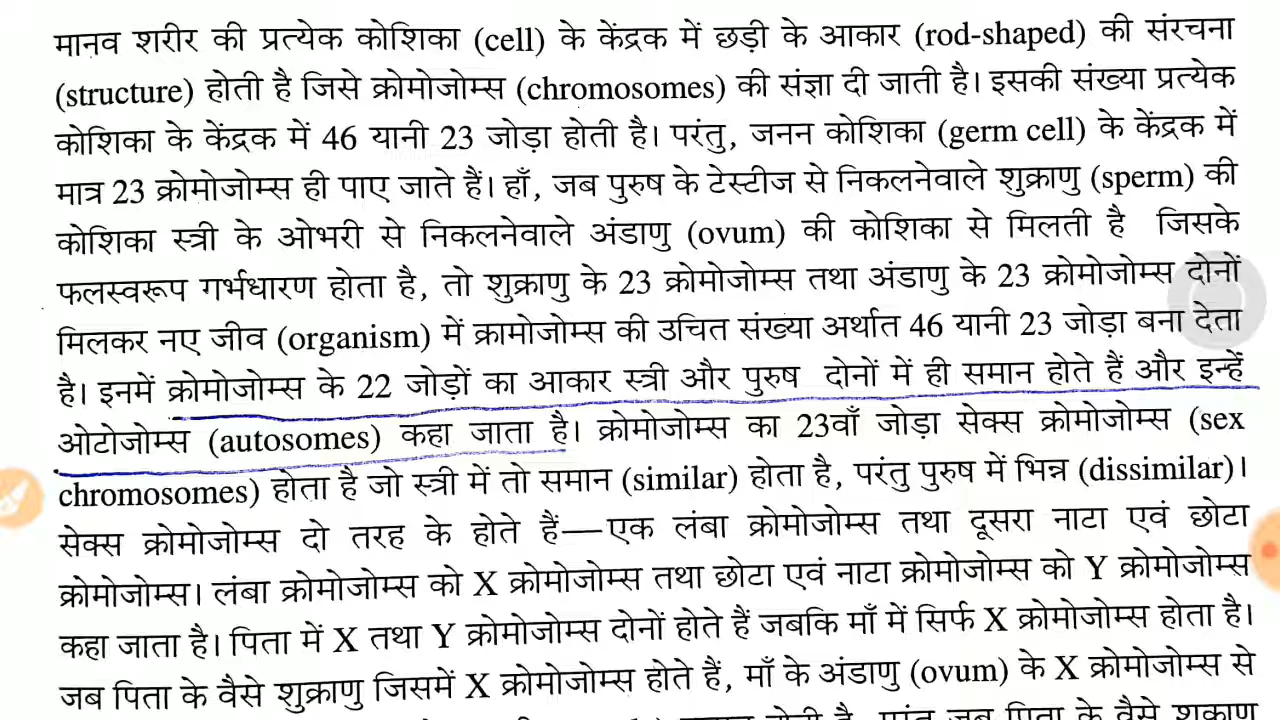 मानव शरीर की प्रत्येक कोशिका (cell) के केंद्रक में छड़ी के आकार (rod-shaped) की संरचना
(structure) होती है जिसे क्रोमोजोम्स (chromosomes) की संज्ञा दी जाती है। इसकी संख्या प्रत्येक
कोशिका के केंद्रक में 46 यानी 23 जोड़ा होती है। परंतु, जनन कोशिका (germ cell) के केंद्रक में
मात्र 23 क्रोमोजोम्स ही पाए जाते हैं। हाँ, जब पुरुष के टेस्टीज से निकलनेवाले शुक्राणु (sperm) की
कोशिका स्त्री के ओभरी से निकलनेवाले अंडाणु (ovum) की कोशिका से मिलती है जिसके
फलस्वरूप गर्भधारण होता है, तो शुक्राणु के 23 क्रोमोजोम्स तथा अंडाणु के 23 क्रोमोजोम्स दोनों
मिलकर नए जीव (organism) में क्रामोजोम्स की उचित संख्या अर्थात 46 यानी 23 जोड़ा बना देता
है। इनमें क्रोमोजोम्स के 22 जोड़ों का आकार स्त्री और पुरुष दोनों में ही समान होते हैं और इन्हें
ओटोजोम्स (autosomes) कहा जाता है। क्रोमोजोम्स का 23वाँ जोड़ा सेक्स क्रोमोजोम्स (sex
chromosomes) होता है जो स्त्री में तो समान (similar) होता है, परंतु पुरुष में भिन्न (dissimilar)।
सेक्स क्रोमोजोम्स दो तरह के होते हैं—एक लंबा क्रोमोजोम्स तथा दूसरा नाटा एवं छोटा
क्रोमोजोम्स। लंबा क्रोमोजोम्स को X क्रोमोजोम्स तथा छोटा एवं नाटा क्रोमोजोम्स को Y क्रोमोजोम्स
कहा जाता है। पिता में X तथा Y क्रोमोजोम्स दोनों होते हैं जबकि माँ में सिर्फ X क्रोमोजोम्स होता है।
जब पिता के वैसे शुक्राणु जिसमें X क्रोमोजोम्स होते हैं, माँ के अंडाणु (ovum) के X क्रोमोजोम्स से
होती है, परंतु जब पिता के वैसे शुक्राणु